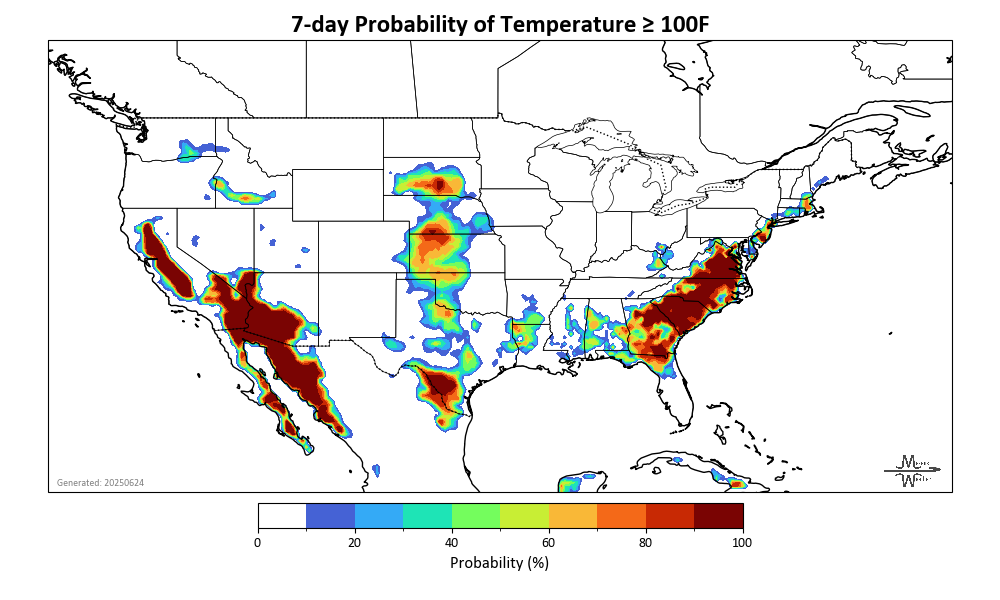 7-day Probability of Temperature ≥ 100F
Generated: 20250624
0 20 40 60 80 100
Probability (%)